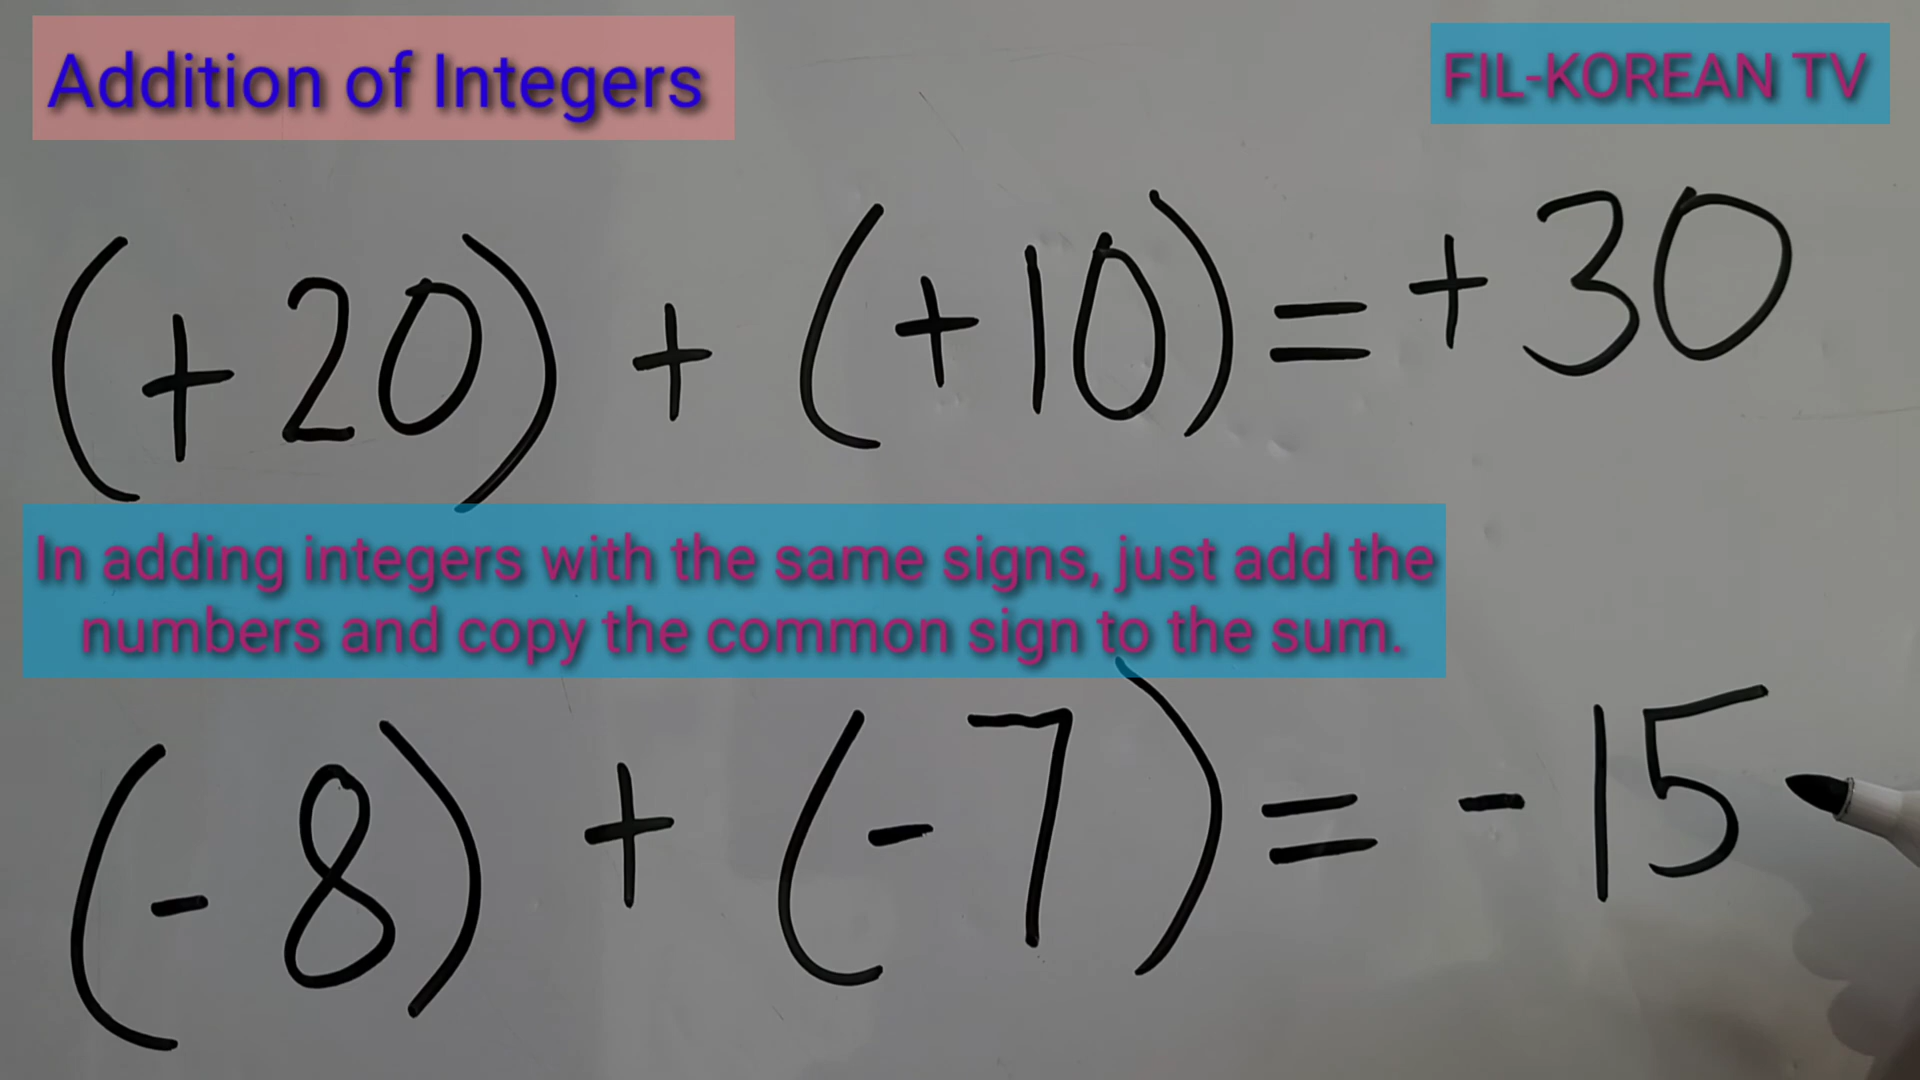 Addition of Integers
FIL-KOREAN TV
(+20) + (+10) = +30
In adding integers with the same signs, just add the
numbers and copy the common sign to the sum.
(-8) + (-7) = -15